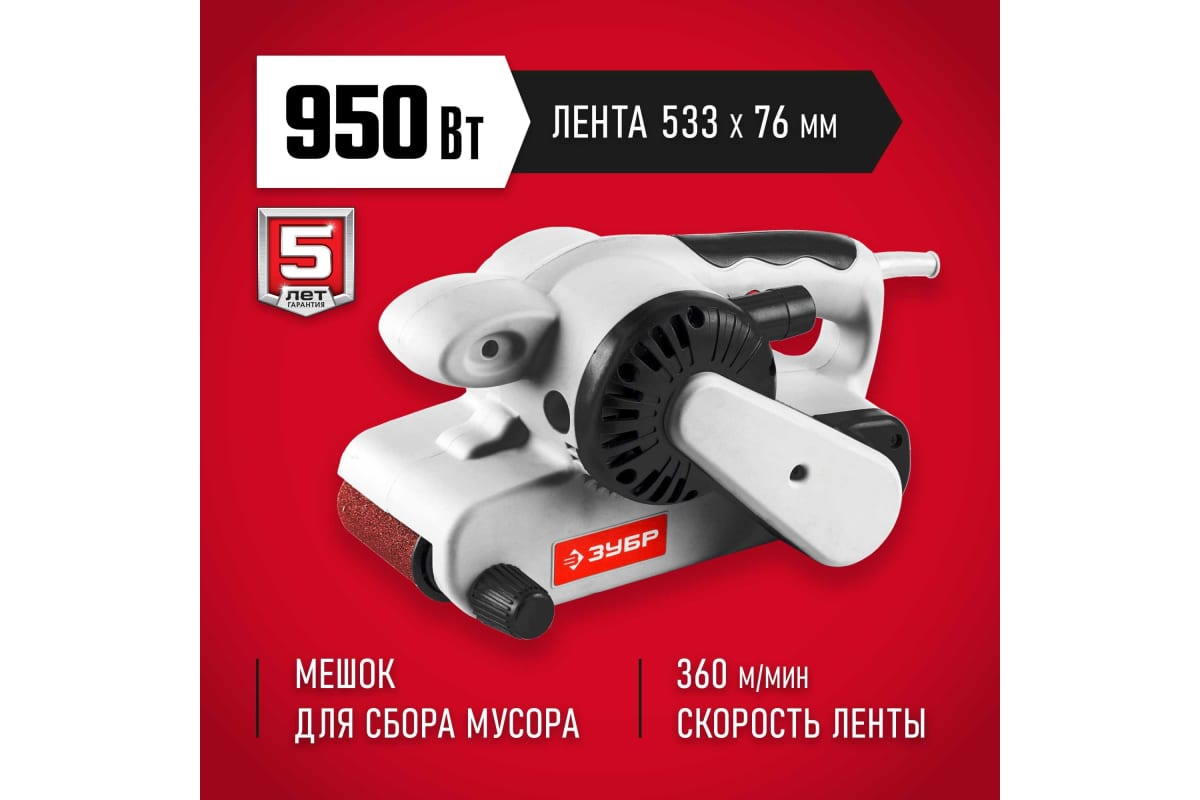 950 Вт
ЛЕНТА 533 х 76 мм
5
лет
ГАРАНТИЯ
ЗУБР
МЕШОК
ДЛЯ СБОРА МУСОРА
360 м/мин
СКОРОСТЬ ЛЕНТЫ